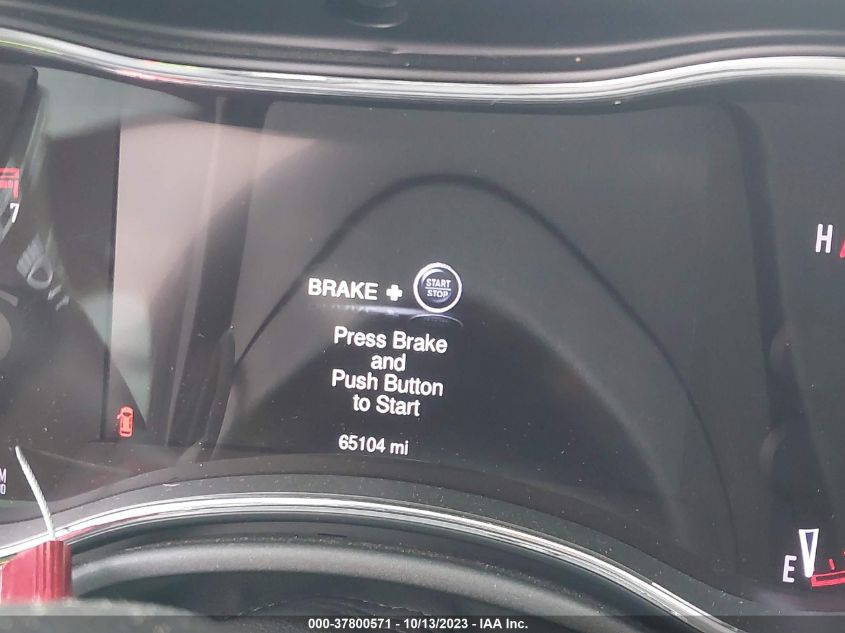 7
H
BRAKE + START STOP
Press Brake
and
Push Button
to Start
65104 mi
E
000-37800571 - 10/13/2023 - IAA Inc.